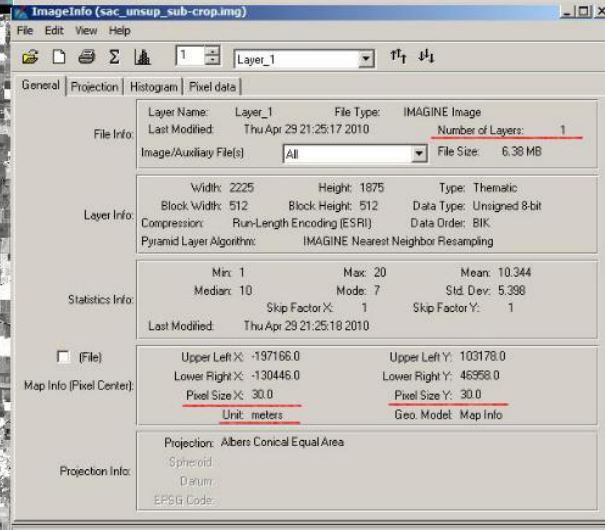 ImageInfo (sac_unsup_sub-crop.img)
File Edit View Help
1 Layer_1
General Projection Histogram Pixel data
File Info:
Layer Name: Layer_1 File Type: IMAGINE Image
Last Modified: Thu Apr 29 21:25:17 2010 Number of Layers: 1
Image/Auxiliary File(s) All File Size: 6.38 MB
Layer Info:
Width: 2225 Height: 1875 Type: Thematic
Block Width: 512 Block Height: 512 Data Type: Unsigned 8-bit
Compression: Run-Length Encoding (ESRI) Data Order: BIK
Pyramid Layer Algorithm: IMAGINE Nearest Neighbor Resampling
Statistics Info:
Min: 1 Max: 20 Mean: 10.344
Median: 10 Mode: 7 Std. Dev: 5.398
Skip Factor X: 1 Skip Factor Y: 1
Last Modified: Thu Apr 29 21:25:18 2010
(File)
Map Info (Pixel Center):
Upper Left X: -197166.0 Upper Left Y: 103178.0
Lower Right X: -130446.0 Lower Right Y: 46958.0
Pixel Size X: 30.0 Pixel Size Y: 30.0
Unit: meters Geo. Model: Map Info
Projection Info:
Projection: Albers Conical Equal Area
Spheroid:
Datum:
EPSG Code: